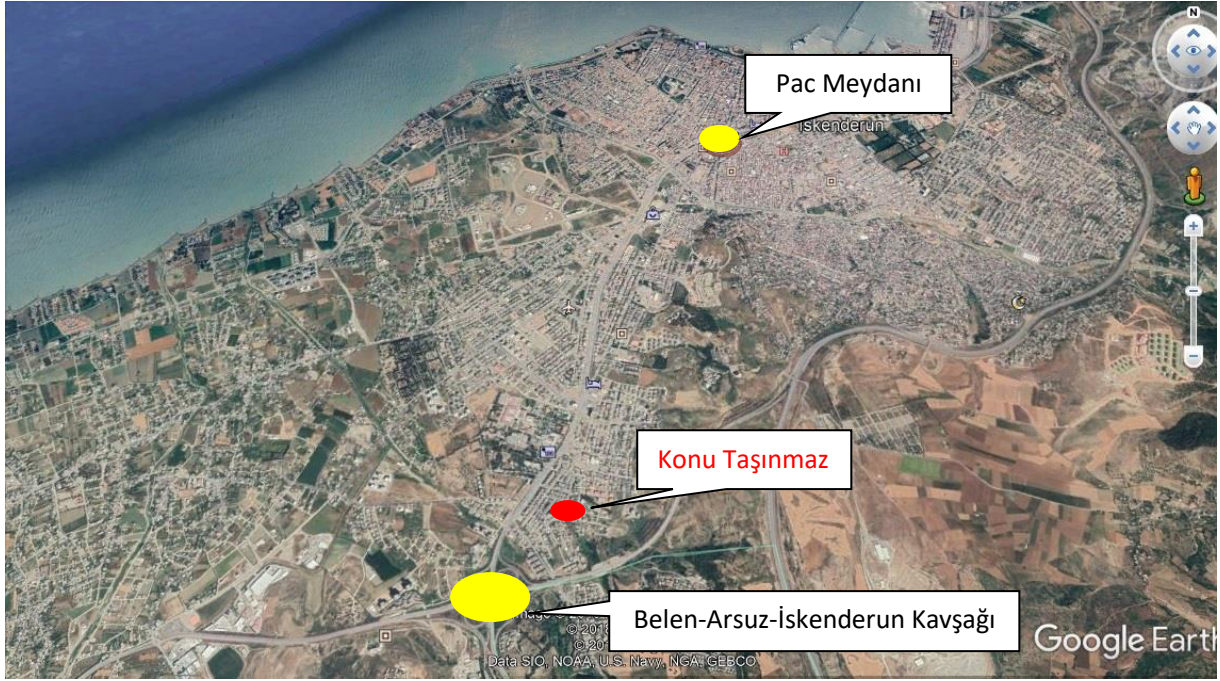 N
Pac Meydanı
İskenderun
Konu Taşınmaz
Belen-Arsuz-İskenderun Kavşağı
Data SIO, NOAA, U.S. Navy, NGA, GEBCO
Google Earth